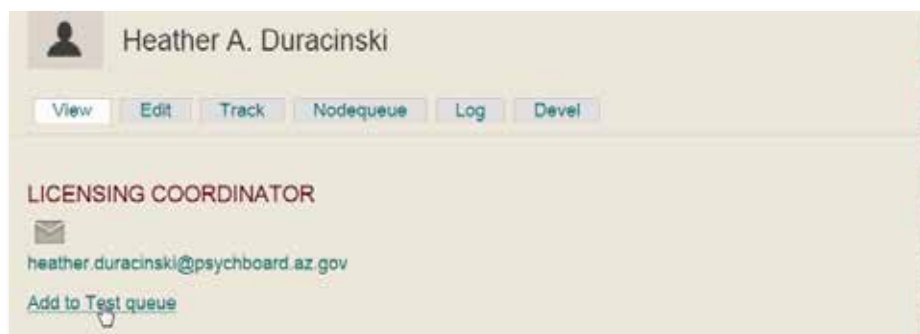 Heather A. Duracinski
View Edit Track Nodequeue Log Devel
LICENSING COORDINATOR
heather.duracinski@psychboard.az.gov
Add to Test queue